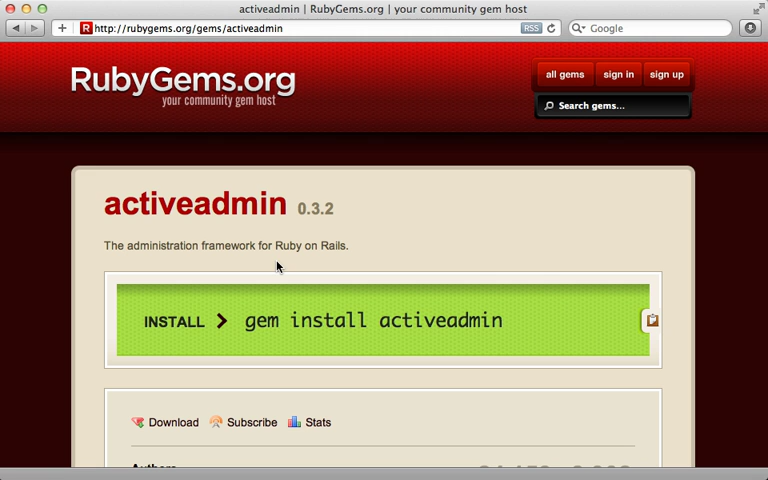 activeadmin | RubyGems.org | your community gem host
http://rubygems.org/gems/activeadmin
RSS
Google
RubyGems.org
your community gem host
all gems
sign in
sign up
Search gems...
activeadmin 0.3.2
The administration framework for Ruby on Rails.
INSTALL gem install activeadmin
Download
Subscribe
Stats
Authors